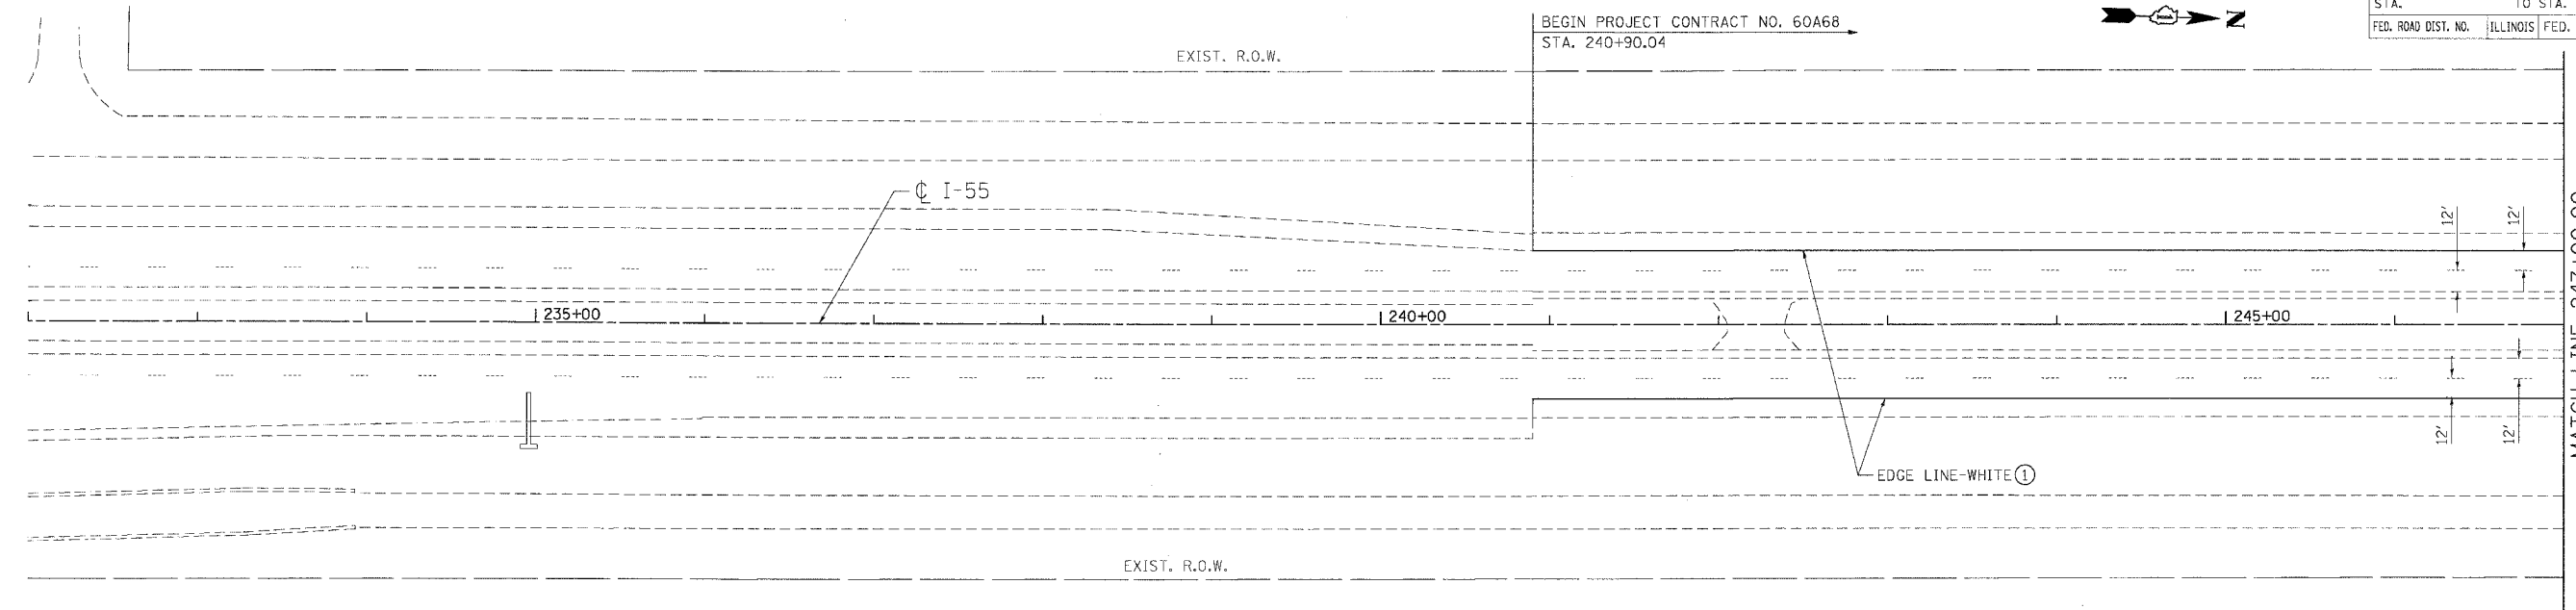 BEGIN PROJECT CONTRACT NO. 60A68
STA. 240+90.04
N
STA. TO STA.
FED. ROAD DIST. NO. ILLINOIS FED.
EXIST. R.O.W.
℄ I-55
12'
12'
235+00
240+00
245+00
12'
12'
EDGE LINE-WHITE ①
EXIST. R.O.W.